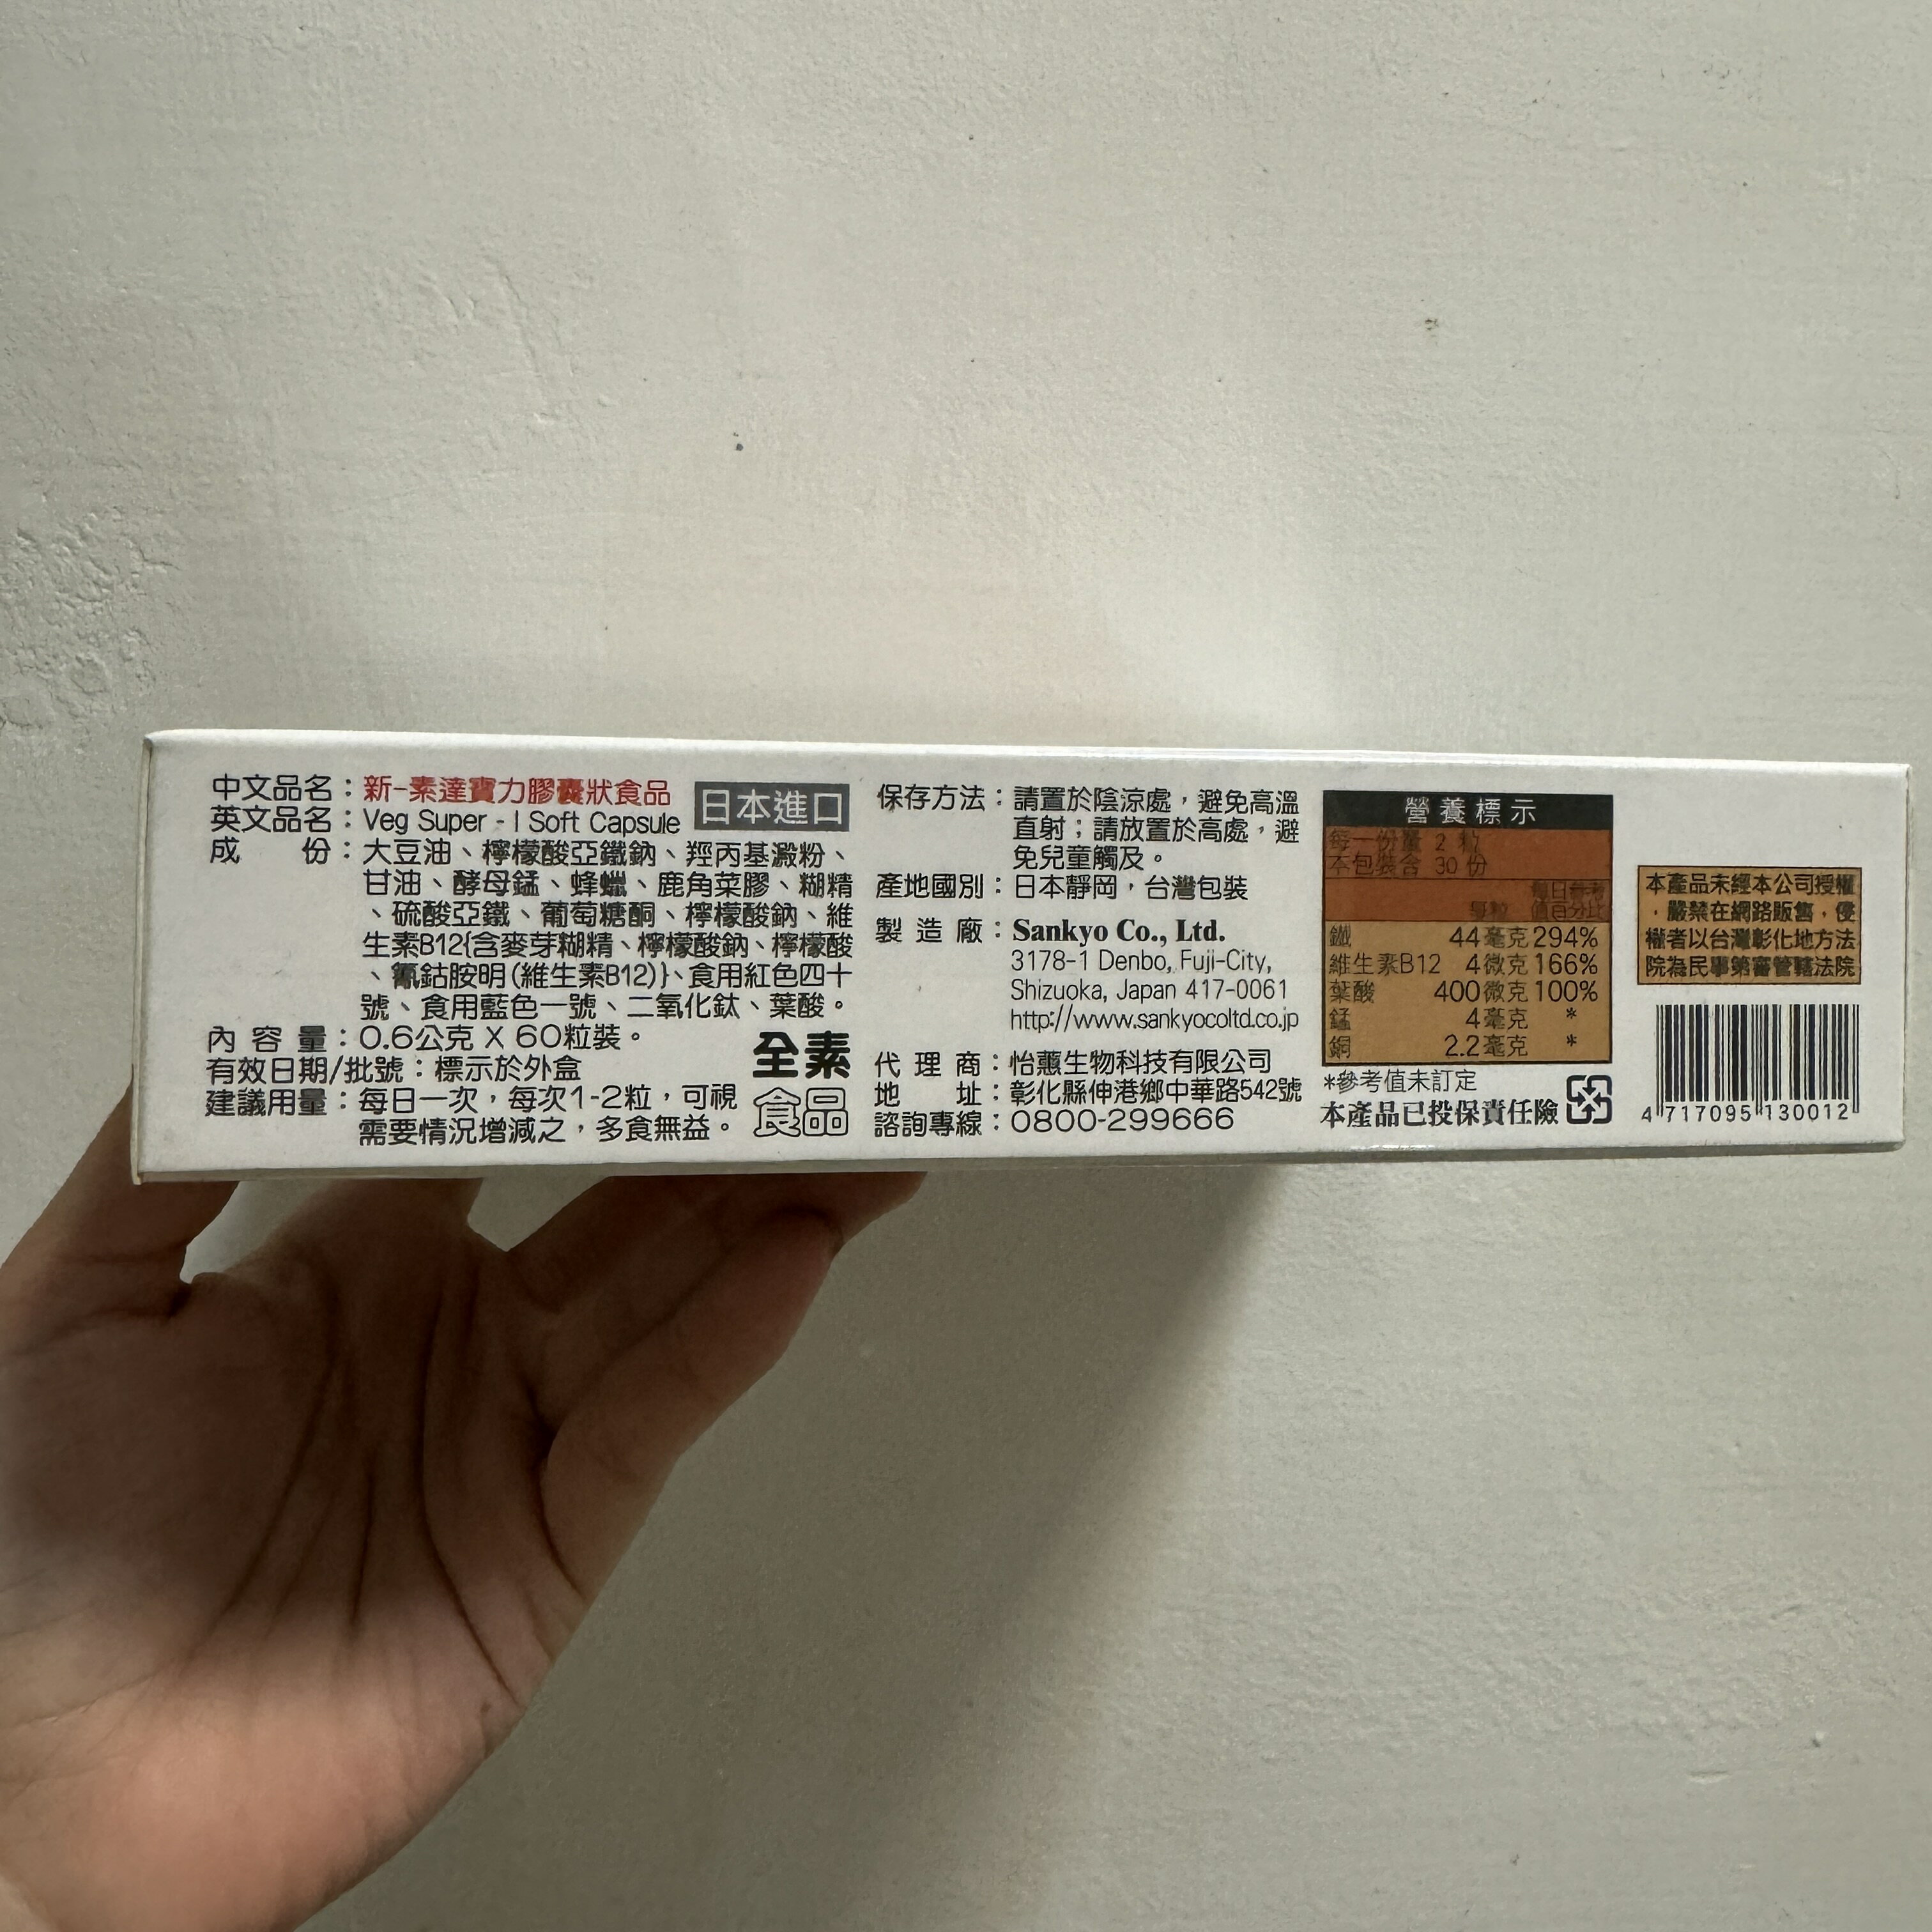 中文品名：新-素達寶力膠囊狀食品
日本進口
英文品名：Veg Super - I Soft Capsule
成份：大豆油、檸檬酸亞鐵鈉、羥丙基澱粉、
甘油、酵母錳、蜂蠟、鹿角菜膠、糊精
、硫酸亞鐵、葡萄糖酮、檸檬酸鈉、維
生素B12{含麥芽糊精、檸檬酸鈉、檸檬酸
、氰鈷胺明(維生素B12)}、食用紅色四十
號、食用藍色一號、二氧化鈦、葉酸。
內容量：0.6公克 X 60粒裝。
有效日期/批號：標示於外盒
建議用量：每日一次，每次1-2粒，可視
需要情況增減之，多食無益。
全素
食品
保存方法：請置於陰涼處，避免高溫
直射；請放置於高處，避
免兒童觸及。
產地國別：日本靜岡，台灣包裝
製造廠：Sankyo Co., Ltd.
3178-1 Denbo, Fuji-City,
Shizuoka, Japan 417-0061
http://www.sankyocoltd.co.jp
代理商：怡蕙生物科技有限公司
地址：彰化縣伸港鄉中華路542號
諮詢專線：0800-299666
營養標示
每一份量 2 粒
本包裝含 30 份
每日參考
每粒 值百分比
鐵 44毫克 294%
維生素B12 4微克 166%
葉酸 400微克 100%
錳 4毫克 *
銅 2.2毫克 *
*參考值未訂定
本產品已投保責任險
本產品未經本公司授權
，嚴禁在網路販售，侵
權者以台灣彰化地方法
院為民事第審管轄法院
4 717095 130012